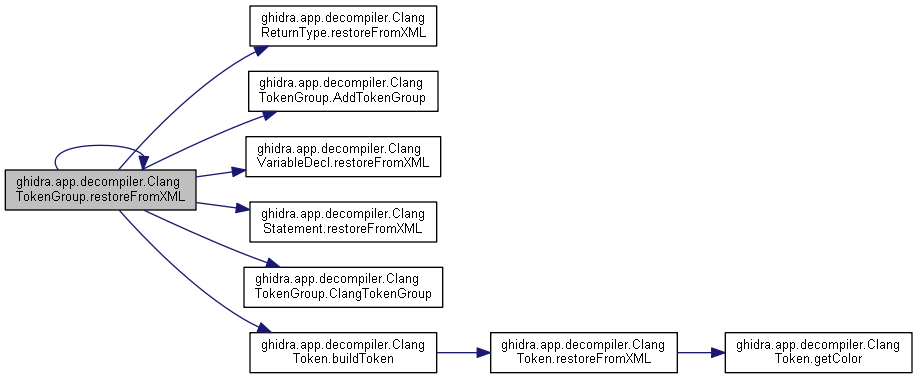 ghidra.app.decompiler.Clang
ReturnType.restoreFromXML
ghidra.app.decompiler.Clang
TokenGroup.AddTokenGroup
ghidra.app.decompiler.Clang
VariableDecl.restoreFromXML
ghidra.app.decompiler.Clang
TokenGroup.restoreFromXML
ghidra.app.decompiler.Clang
Statement.restoreFromXML
ghidra.app.decompiler.Clang
TokenGroup.ClangTokenGroup
ghidra.app.decompiler.Clang
Token.buildToken
ghidra.app.decompiler.Clang
Token.restoreFromXML
ghidra.app.decompiler.Clang
Token.getColor